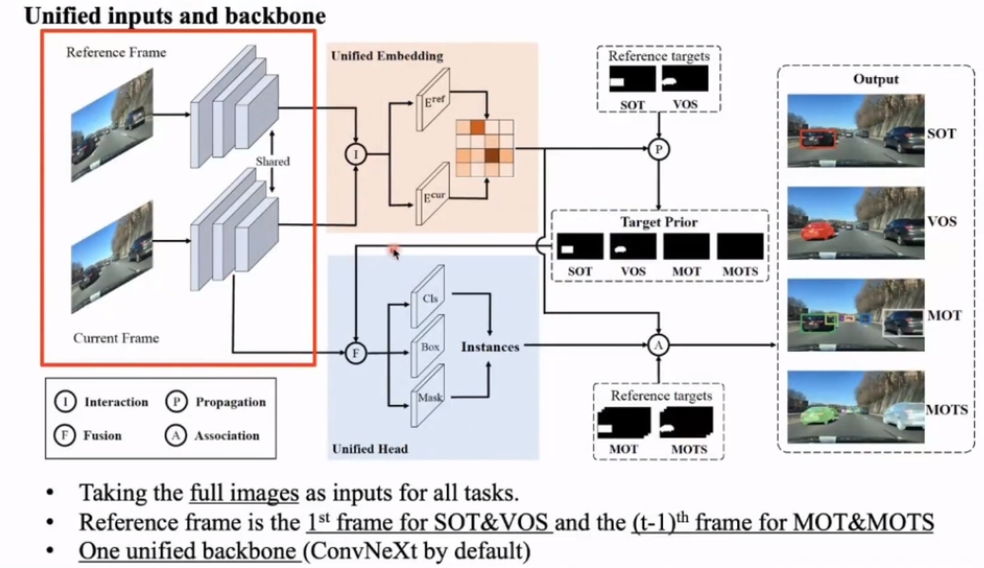 Unified inputs and backbone
Reference Frame
Shared
Current Frame
Unified Embedding
I
E^ref
E^cur
Reference targets
SOT VOS
P
Target Prior
SOT VOS MOT MOTS
F
Cls
Box
Mask
Instances
Unified Head
A
Reference targets
MOT MOTS
Output
SOT
VOS
MOT
MOTS
I Interaction P Propagation
F Fusion A Association
• Taking the full images as inputs for all tasks.
• Reference frame is the 1st frame for SOT&VOS and the (t-1)th frame for MOT&MOTS
• One unified backbone (ConvNeXt by default)